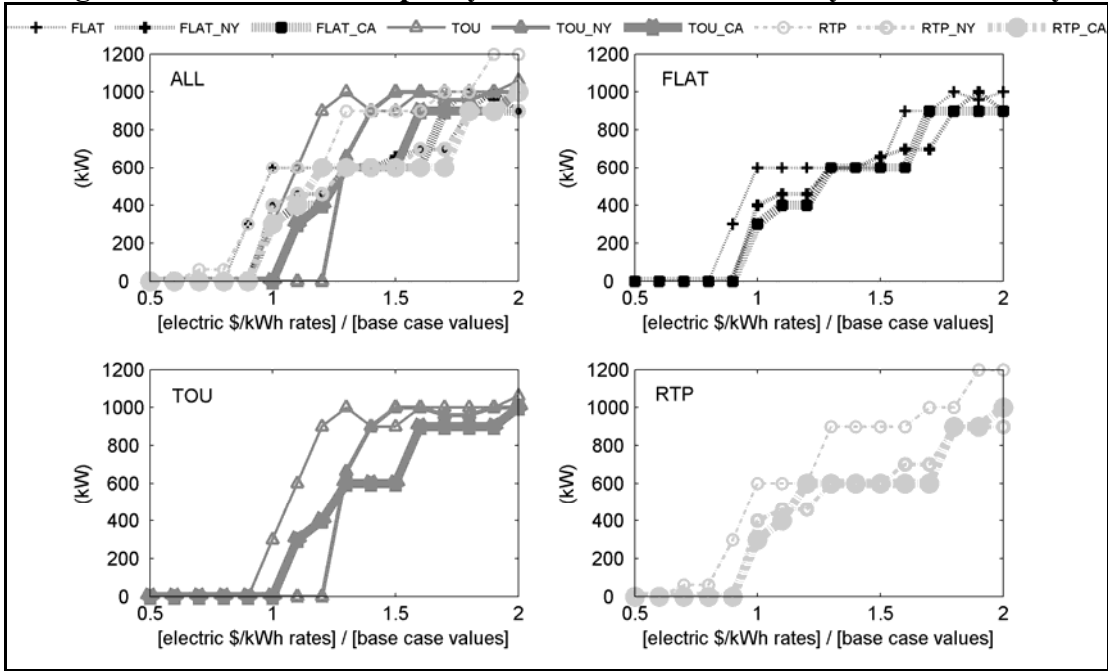 FLAT FLAT_NY FLAT_CA TOU TOU_NY TOU_CA RTP RTP_NY RTP_CA
1200
1000
800
600
400
200
0
(kW)
ALL
0.5 1 1.5 2
[electric $/kWh rates] / [base case values]
1200
1000
800
600
400
200
0
(kW)
FLAT
0.5 1 1.5 2
[electric $/kWh rates] / [base case values]
1200
1000
800
600
400
200
0
(kW)
TOU
0.5 1 1.5 2
[electric $/kWh rates] / [base case values]
1200
1000
800
600
400
200
0
(kW)
RTP
0.5 1 1.5 2
[electric $/kWh rates] / [base case values]